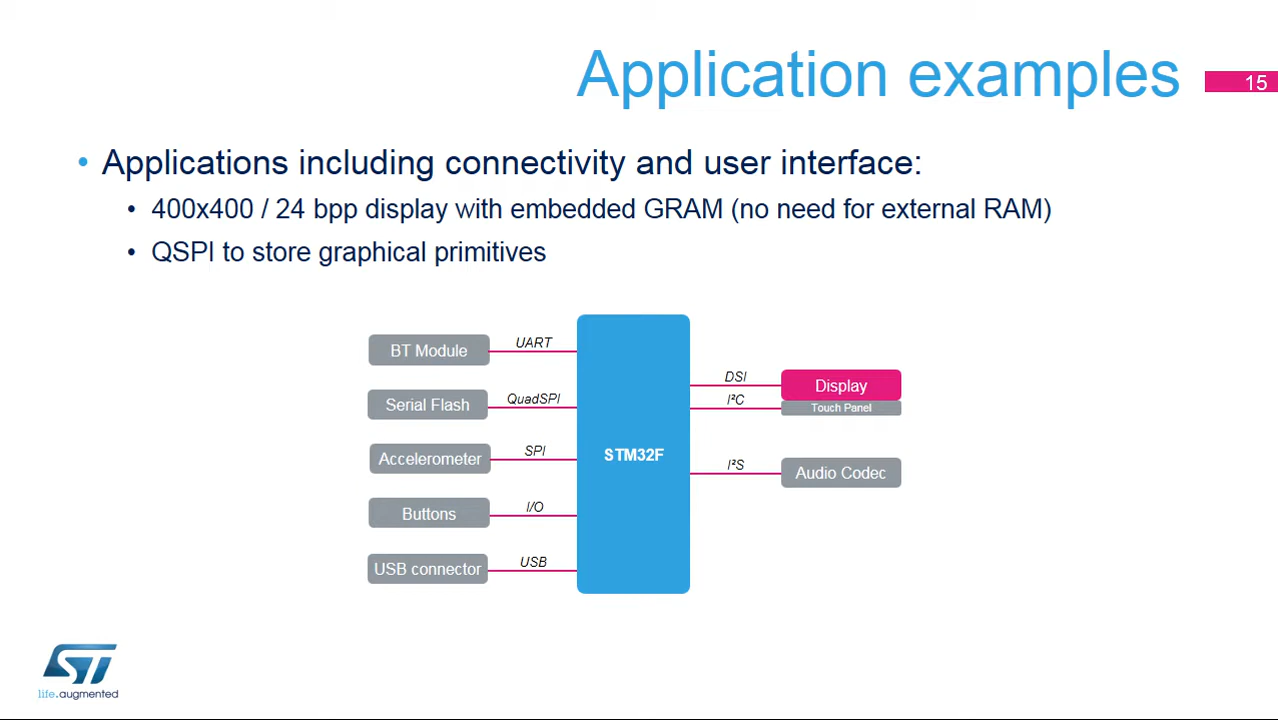 Application examples
15
• Applications including connectivity and user interface:
• 400x400 / 24 bpp display with embedded GRAM (no need for external RAM)
• QSPI to store graphical primitives
BT Module
UART
Serial Flash
QuadSPI
Accelerometer
SPI
Buttons
I/O
USB connector
USB
STM32F
DSI
Display
I²C
Touch Panel
I²S
Audio Codec
ST
life.augmented